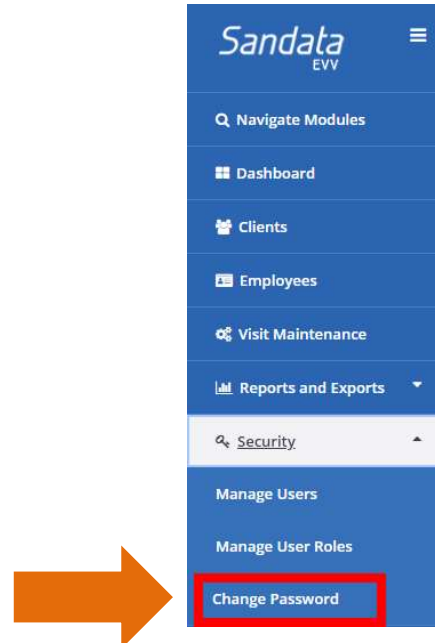 Sandata
EVV
Navigate Modules
Dashboard
Clients
Employees
Visit Maintenance
Reports and Exports
Security
Manage Users
Manage User Roles
Change Password